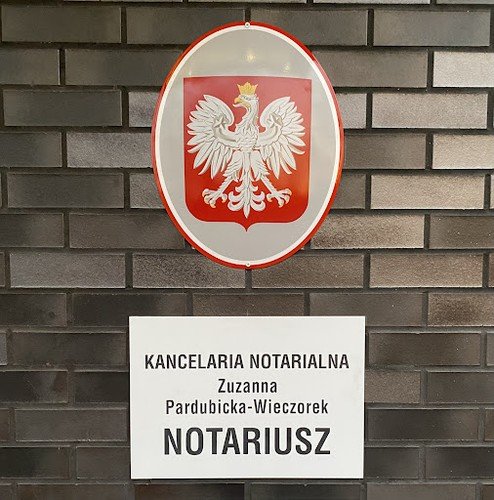 KANCELARIA NOTARIALNA
Zuzanna
Pardubicka-Wieczorek
NOTARIUSZ